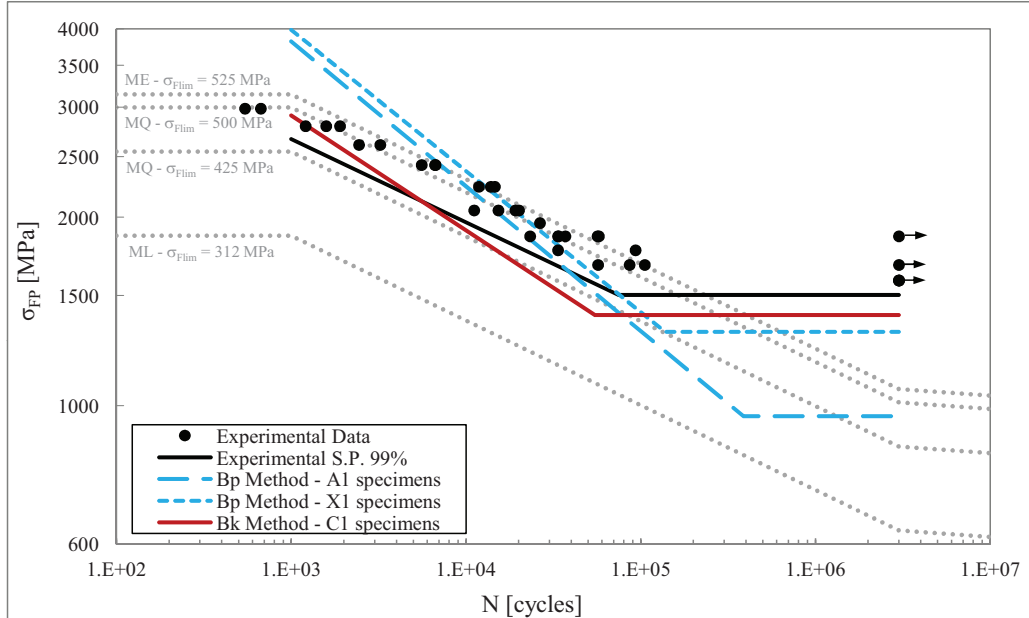 4000
3500
3000
2500
2000
1500
1000
600
σFP [MPa]
ME - σFlim = 525 MPa
MQ - σFlim = 500 MPa
MQ - σFlim = 425 MPa
ML - σFlim = 312 MPa
Experimental Data
Experimental S.P. 99%
Bp Method - A1 specimens
Bp Method - X1 specimens
Bk Method - C1 specimens
1.E+02 1.E+03 1.E+04 1.E+05 1.E+06 1.E+07
N [cycles]